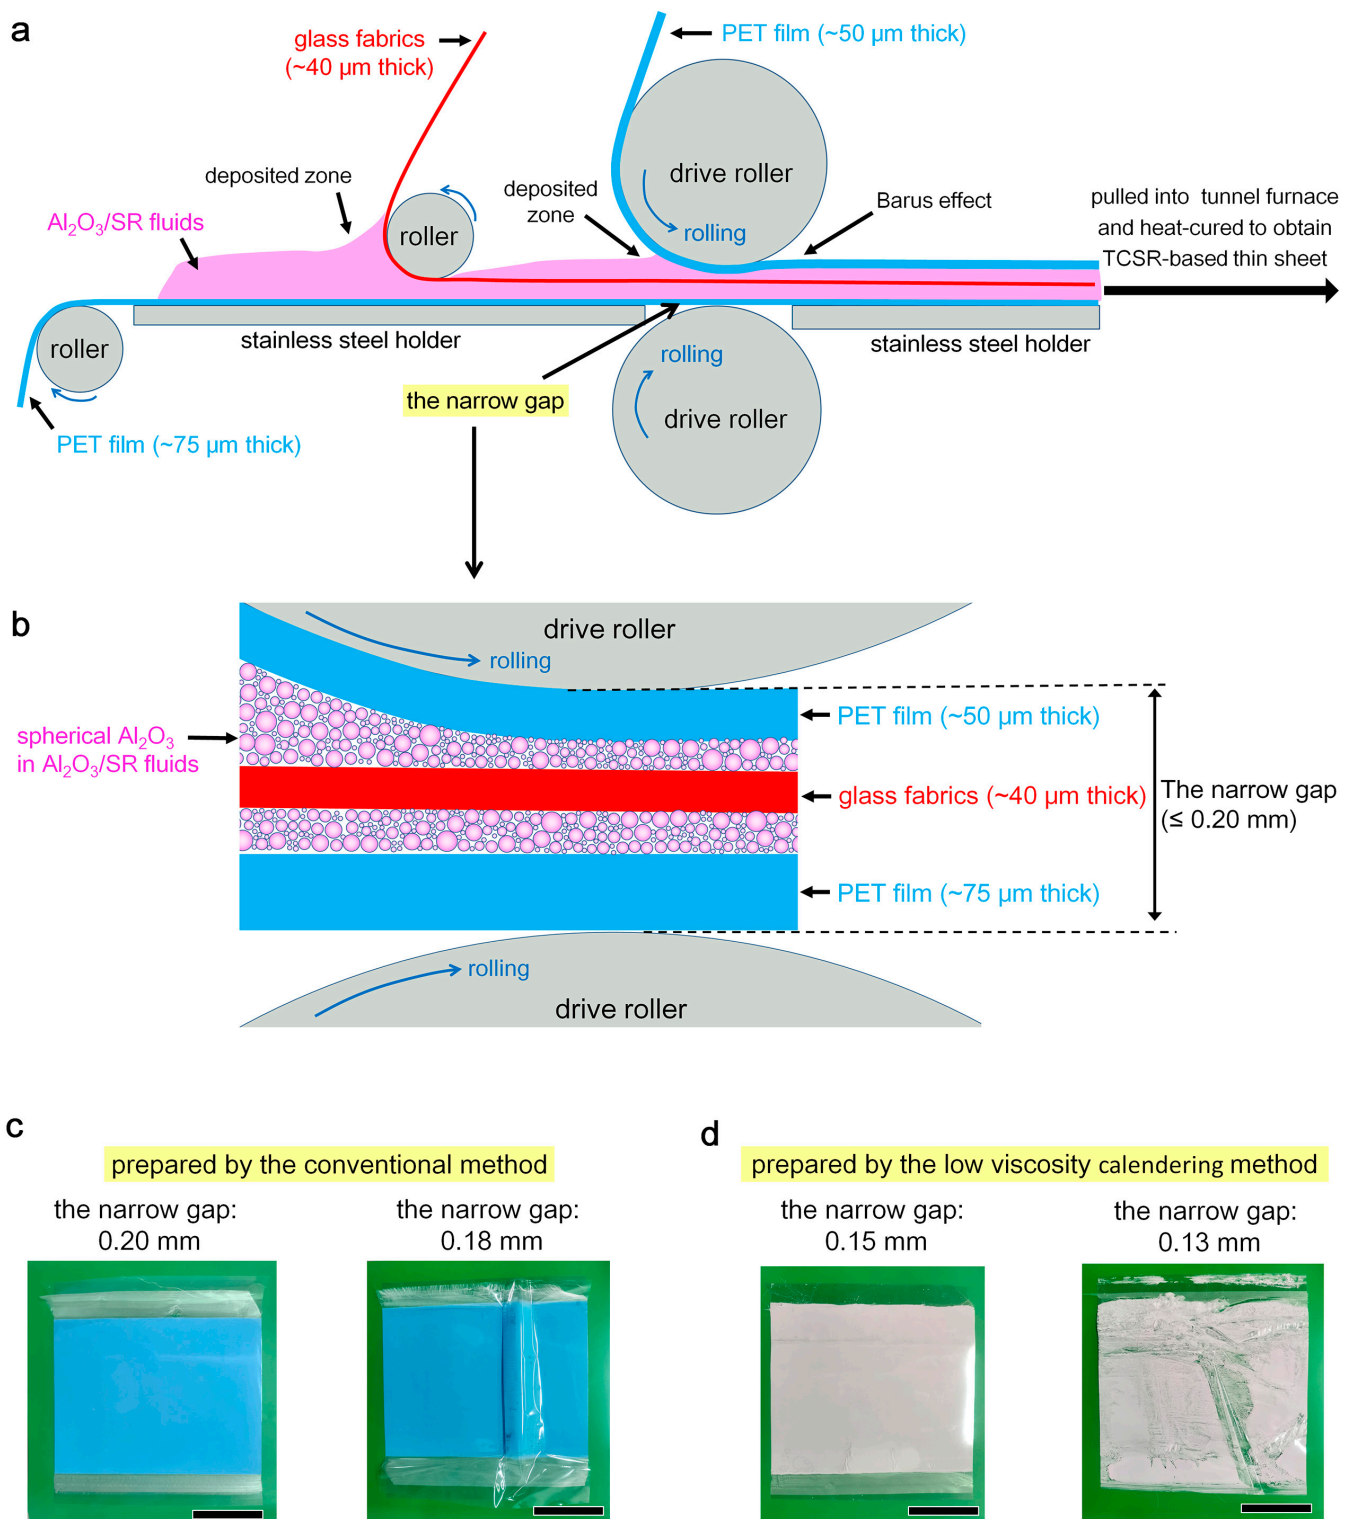 a
glass fabrics
(~40 µm thick)
PET film (~50 µm thick)
deposited zone
deposited
zone
drive roller
rolling
Barus effect
pulled into tunnel furnace
and heat-cured to obtain
TCSR-based thin sheet
Al₂O₃/SR fluids
roller
roller
stainless steel holder
stainless steel holder
rolling
drive roller
the narrow gap
PET film (~75 µm thick)
b
drive roller
rolling
spherical Al₂O₃
in Al₂O₃/SR fluids
PET film (~50 µm thick)
glass fabrics (~40 µm thick)
The narrow gap
(≤ 0.20 mm)
PET film (~75 µm thick)
rolling
drive roller
c
prepared by the conventional method
the narrow gap:
0.20 mm
the narrow gap:
0.18 mm
d
prepared by the low viscosity calendering method
the narrow gap:
0.15 mm
the narrow gap:
0.13 mm